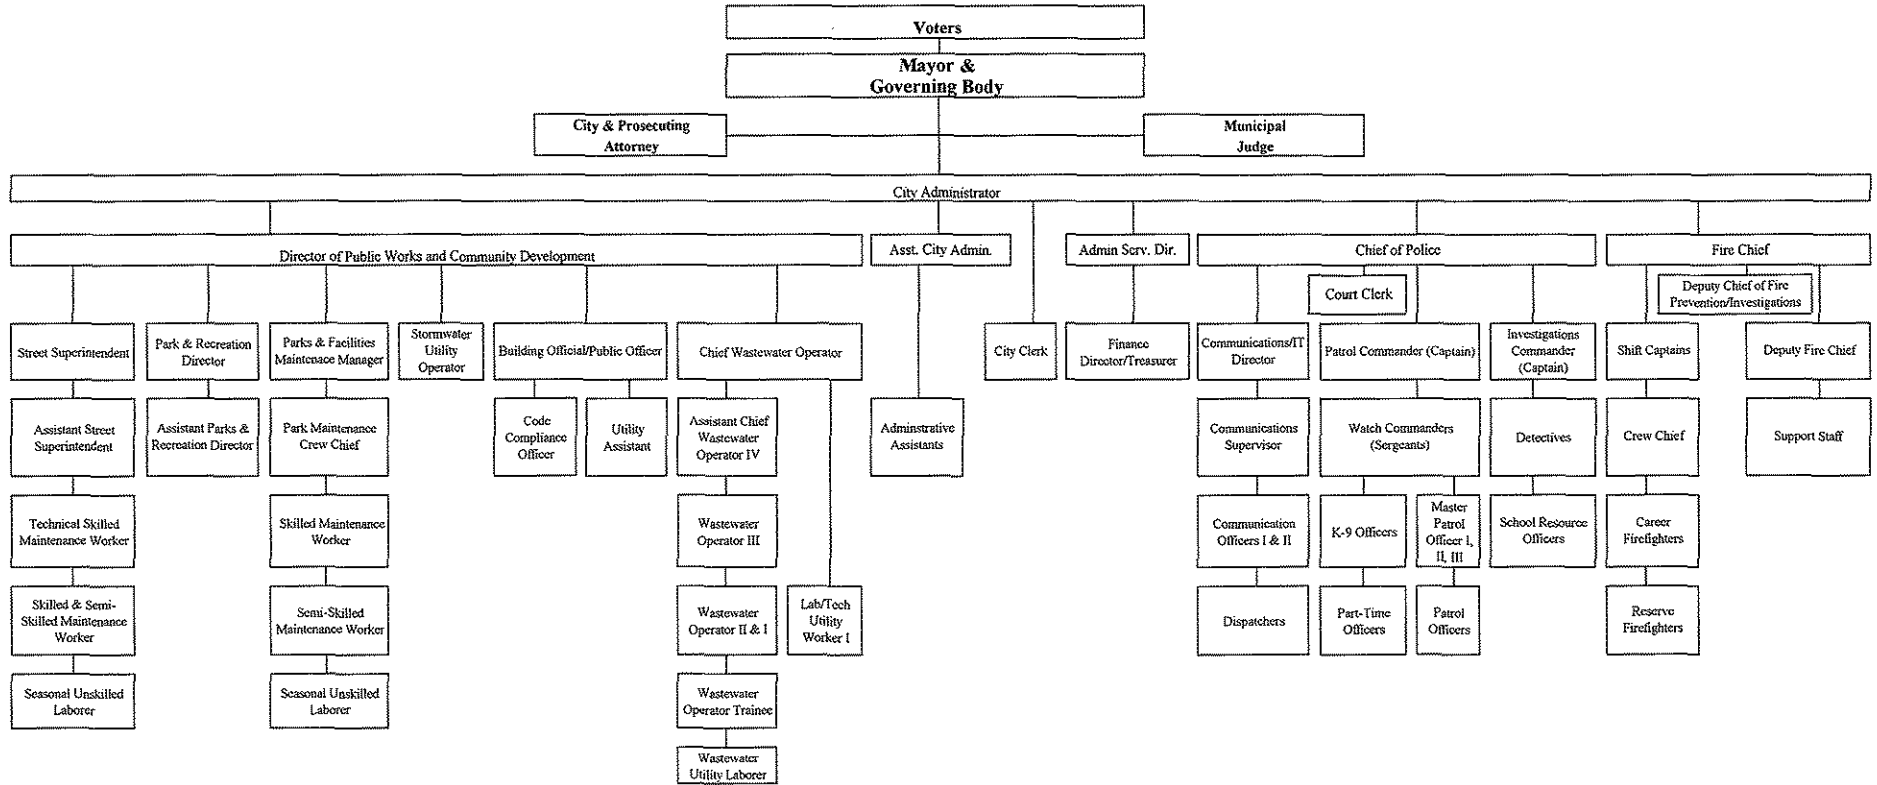 Voters
Mayor &
Governing Body
City & Prosecuting
Attorney
Municipal
Judge
City Administrator
Director of Public Works and Community Development
Asst. City Admin.
Admin Serv. Dir.
Chief of Police
Fire Chief
Court Clerk
Deputy Chief of Fire
Prevention/Investigations
Street Superintendent
Park & Recreation
Director
Parks & Facilities
Maintenace Manager
Stormwater
Utility
Operator
Building Official/Public Officer
Chief Wastewater Operator
City Clerk
Finance
Director/Treasurer
Communications/IT
Director
Patrol Commander (Captain)
Investigations
Commander
(Captain)
Shift Captains
Deputy Fire Chief
Assistant Street
Superintendent
Assistant Parks &
Recreation Director
Park Maintenance
Crew Chief
Code
Compliance
Officer
Utility
Assistant
Assistant Chief
Wastewater
Operator IV
Adminstrative
Assistants
Communications
Supervisor
Watch Commanders
(Sergeants)
Detectives
Crew Chief
Support Staff
Technical Skilled
Maintenance Worker
Skilled Maintenance
Worker
Wastewater
Operator III
Communication
Officers I & II
K-9 Officers
Master
Patrol
Officer I,
II, III
School Resource
Officers
Career
Firefighters
Skilled & Semi-
Skilled Maintenance
Worker
Semi-Skilled
Maintenance Worker
Wastewater
Operator II & I
Lab/Tech
Utility
Worker I
Dispatchers
Part-Time
Officers
Patrol
Officers
Reserve
Firefighters
Seasonal Unskilled
Laborer
Seasonal Unskilled
Laborer
Wastewater
Operator Trainee
Wastewater
Utility Laborer